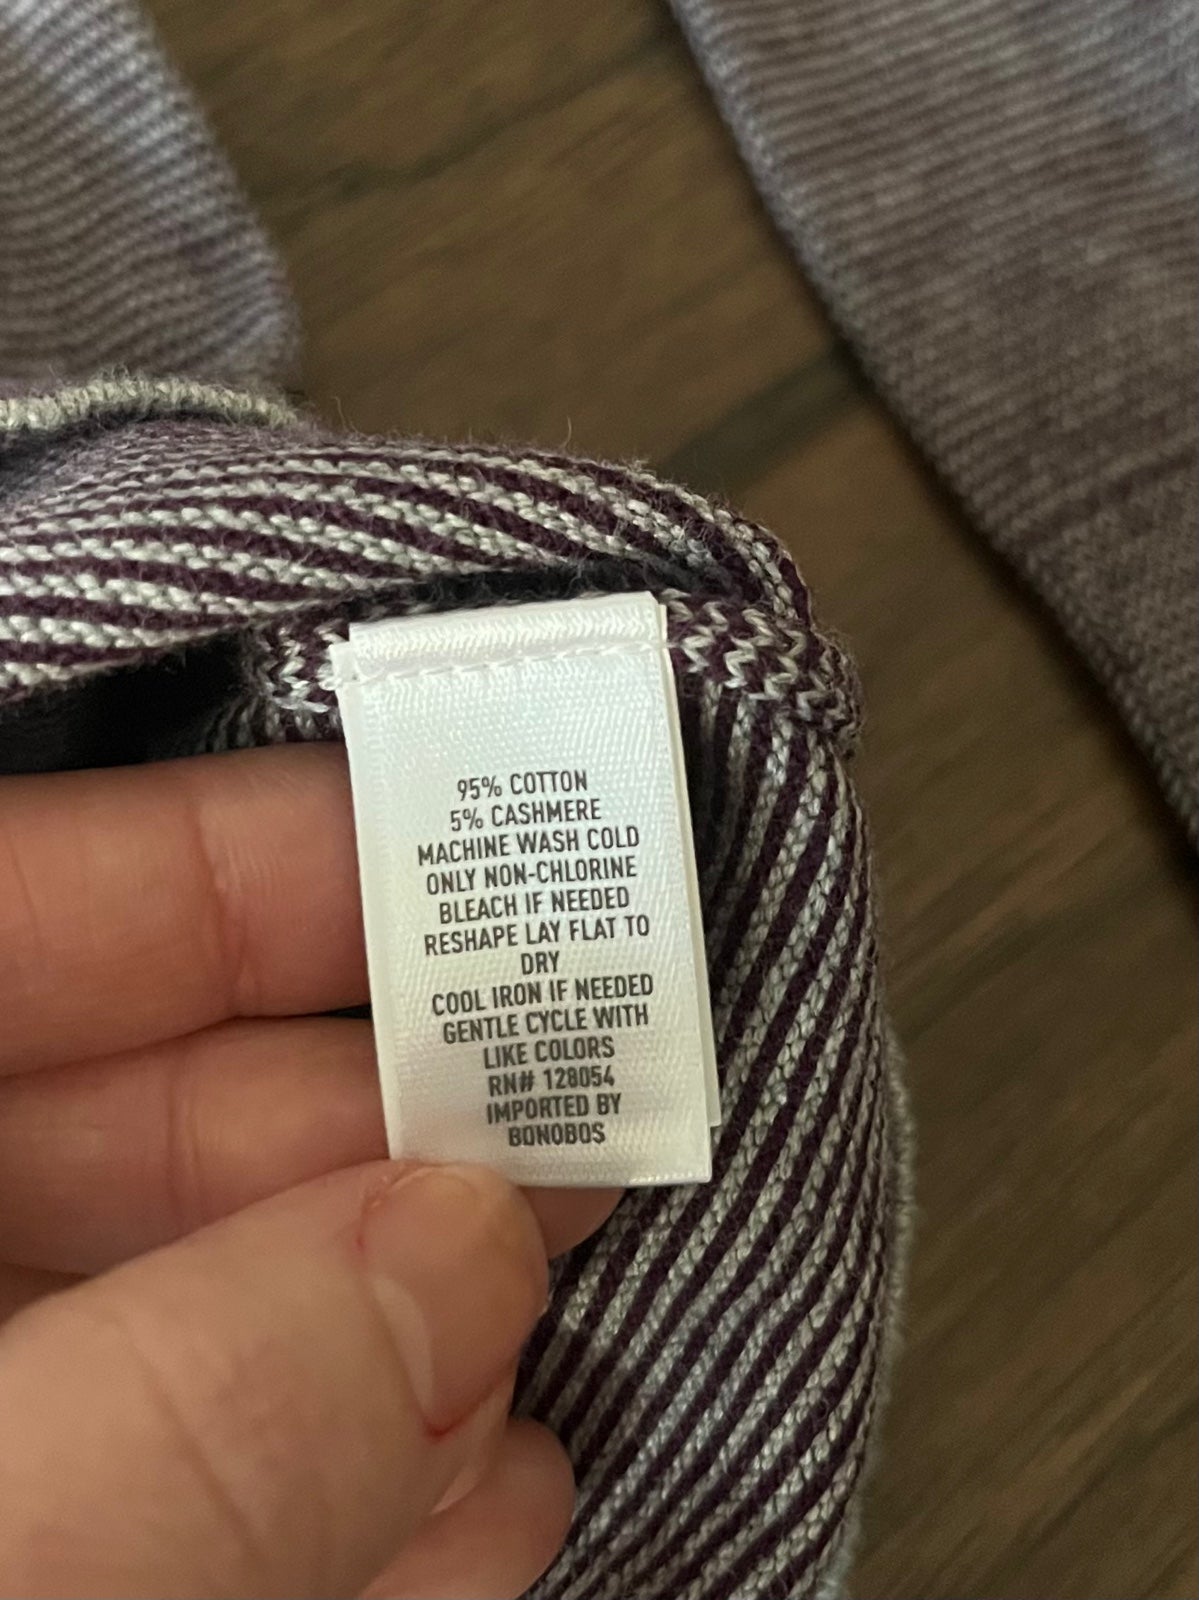 95% COTTON
5% CASHMERE
MACHINE WASH COLD
ONLY NON-CHLORINE
BLEACH IF NEEDED
RESHAPE LAY FLAT TO
DRY
COOL IRON IF NEEDED
GENTLE CYCLE WITH
LIKE COLORS
RN# 128054
IMPORTED BY
BONOBOS